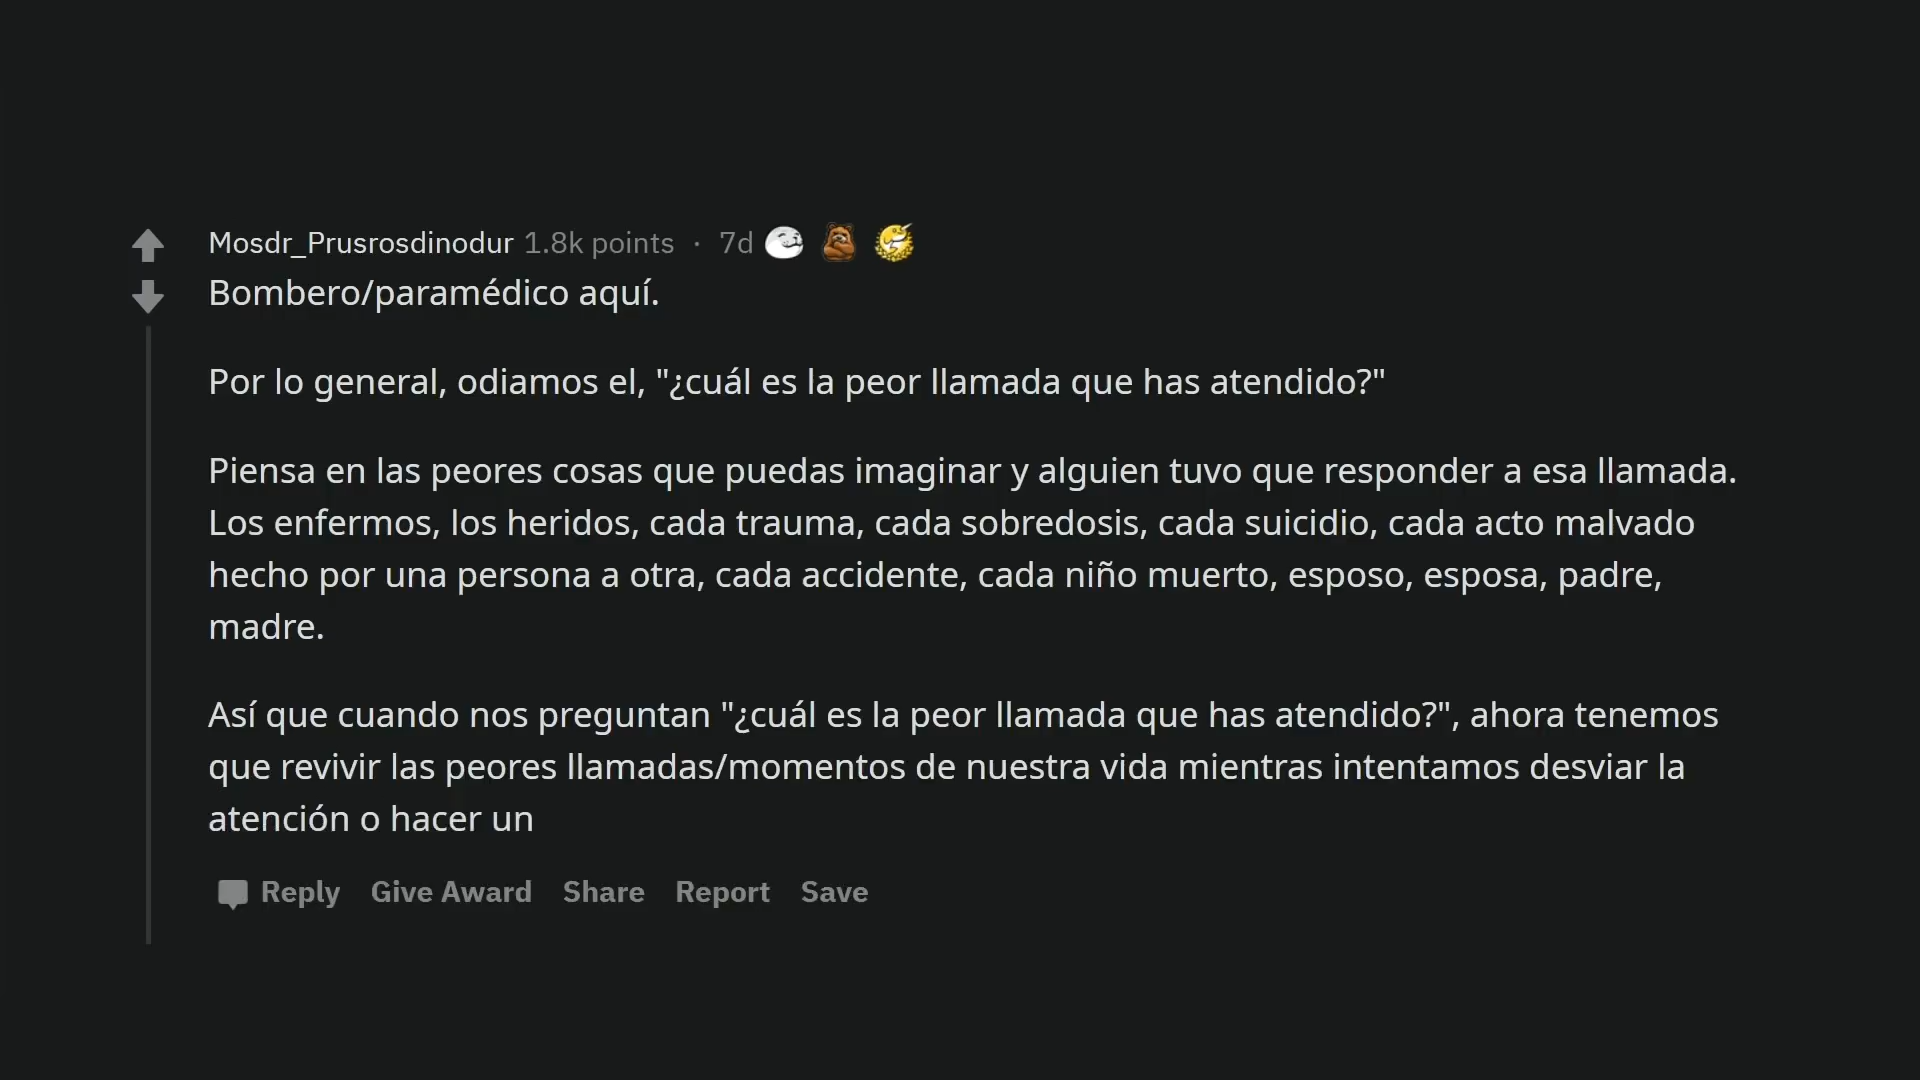 Mosdr_Prusrosdinodur 1.8k points · 7d
Bombero/paramédico aquí.
Por lo general, odiamos el, "¿cuál es la peor llamada que has atendido?"
Piensa en las peores cosas que puedas imaginar y alguien tuvo que responder a esa llamada.
Los enfermos, los heridos, cada trauma, cada sobredosis, cada suicidio, cada acto malvado
hecho por una persona a otra, cada accidente, cada niño muerto, esposo, esposa, padre,
madre.
Así que cuando nos preguntan "¿cuál es la peor llamada que has atendido?", ahora tenemos
que revivir las peores llamadas/momentos de nuestra vida mientras intentamos desviar la
atención o hacer un
Reply Give Award Share Report Save